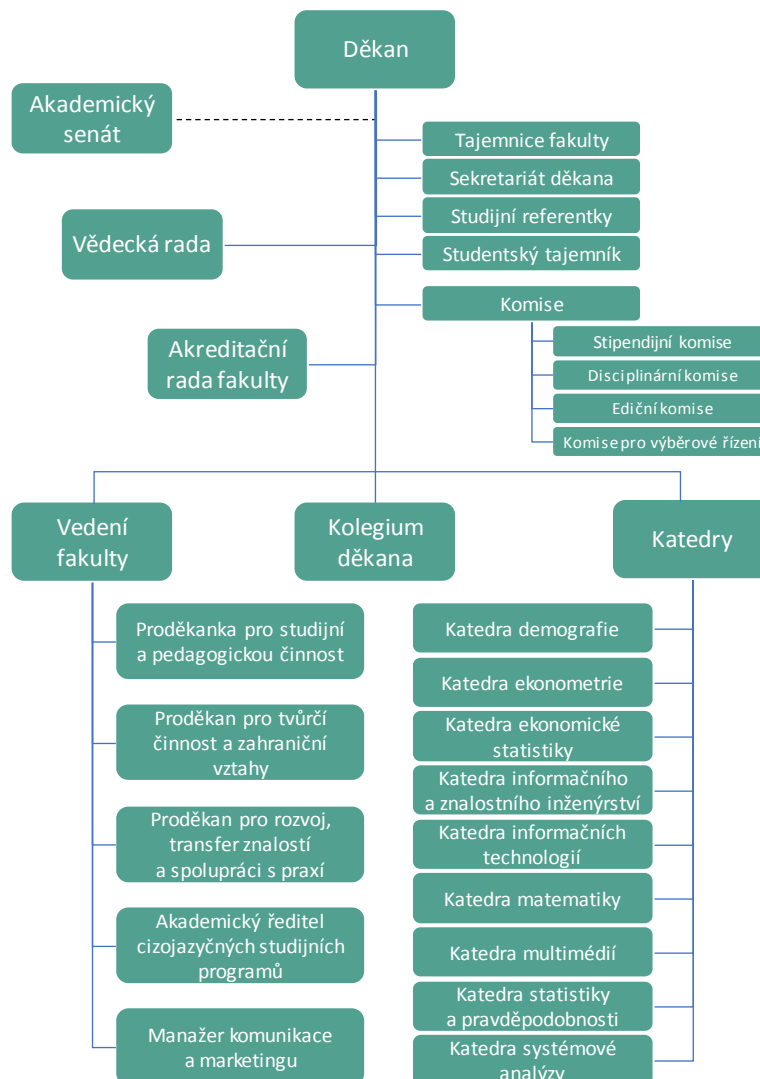 Děkan
Akademický
senát
Tajemnice fakulty
Sekretariát děkana
Studijní referentky
Studentský tajemník
Vědecká rada
Komise
Akreditační
rada fakulty
Stipendijní komise
Disciplinární komise
Ediční komise
Komise pro výběrové řízení
Vedení
fakulty
Kolegium
děkana
Katedry
Proděkanka pro studijní
a pedagogickou činnost
Proděkan pro tvůrčí
činnost a zahraniční
vztahy
Proděkan pro rozvoj,
transfer znalostí
a spolupráci s praxí
Akademický ředitel
cizojazyčných studijních
programů
Manažer komunikace
a marketingu
Katedra demografie
Katedra ekonometrie
Katedra ekonomické
statistiky
Katedra informačního
a znalostního inženýrství
Katedra informačních
technologií
Katedra matematiky
Katedra multimédií
Katedra statistiky
a pravděpodobnosti
Katedra systémové
analýzy